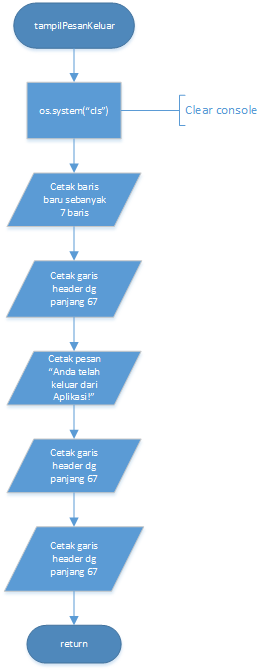 tampilPesanKeluar
os.system("cls")
Clear console
Cetak baris
baru sebanyak
7 baris
Cetak garis
header dg
panjang 67
Cetak pesan
“Anda telah
keluar dari
Aplikasi!”
Cetak garis
header dg
panjang 67
Cetak garis
header dg
panjang 67
return